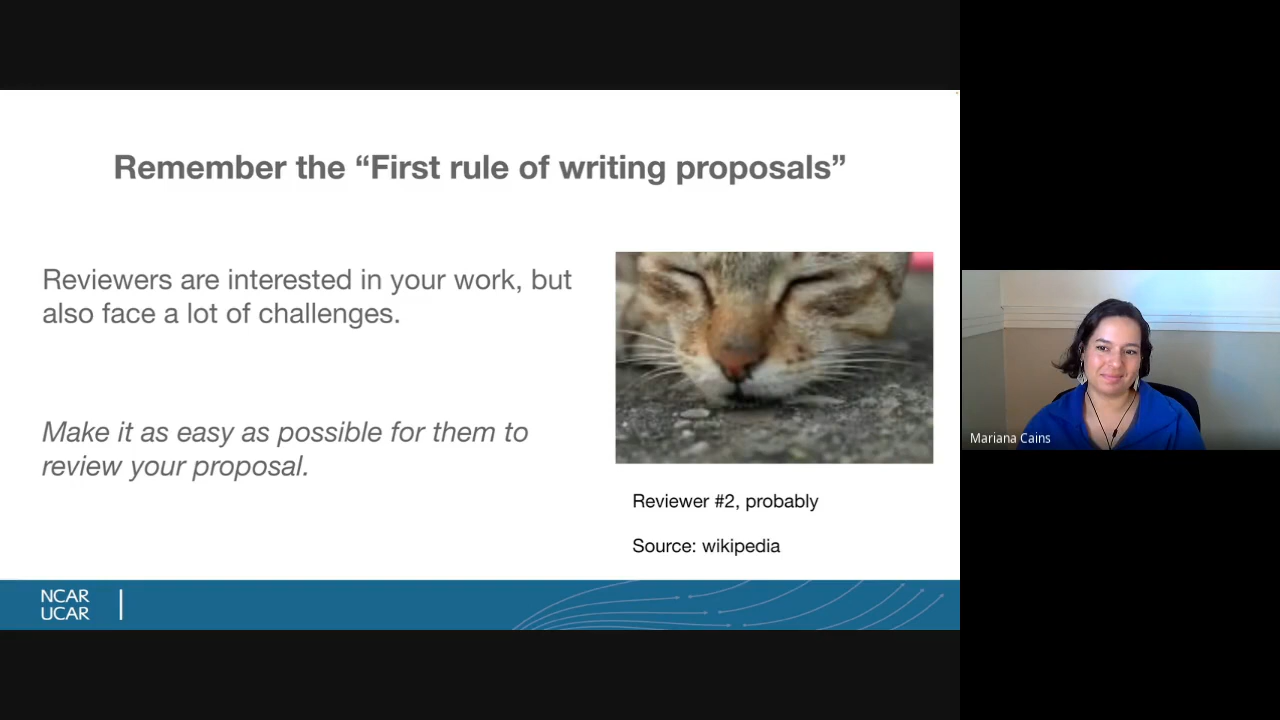 Remember the “First rule of writing proposals”
Reviewers are interested in your work, but
also face a lot of challenges.
Make it as easy as possible for them to
review your proposal.
Reviewer #2, probably
Source: wikipedia
NCAR
UCAR
Mariana Cains